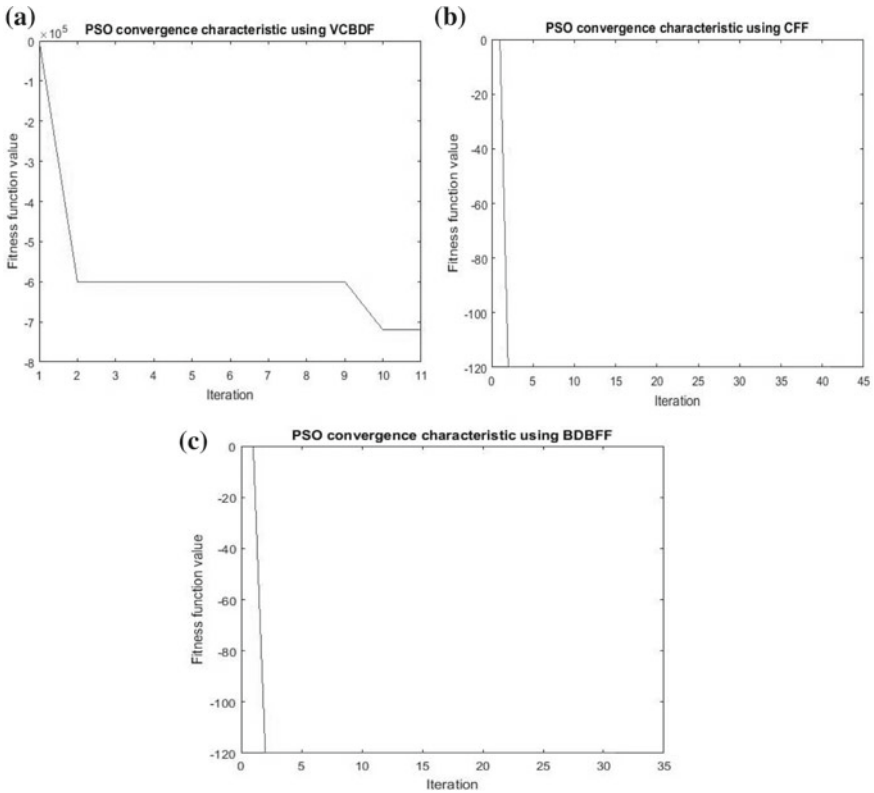 (a)
PSO convergence characteristic using VCBDF
×10⁵
0
-1
-2
-3
-4
-5
-6
-7
-8
Fitness function value
1 2 3 4 5 6 7 8 9 10 11
Iteration
(b)
PSO convergence characteristic using CFF
0
-20
-40
-60
-80
-100
-120
Fitness function value
0 5 10 15 20 25 30 35 40 45
Iteration
(c)
PSO convergence characteristic using BDBFF
0
-20
-40
-60
-80
-100
-120
Fitness function value
0 5 10 15 20 25 30 35
Iteration